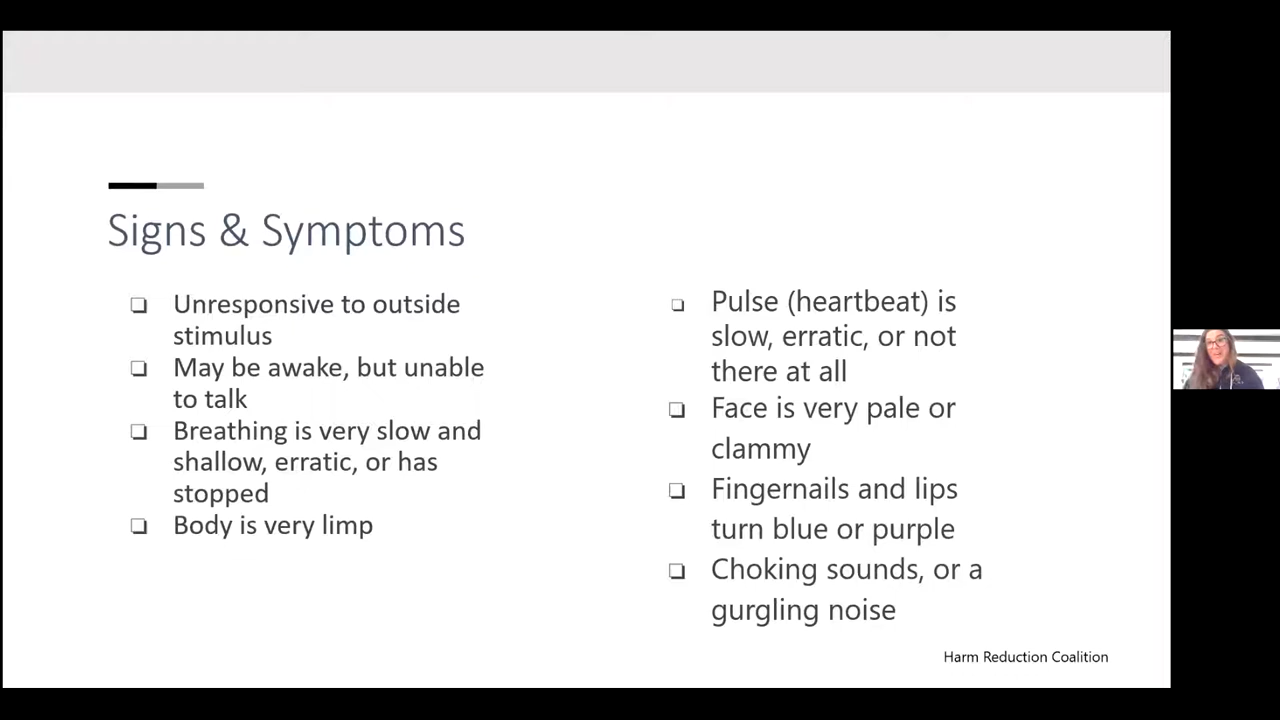 Signs & Symptoms
Unresponsive to outside
stimulus
May be awake, but unable
to talk
Breathing is very slow and
shallow, erratic, or has
stopped
Body is very limp
Pulse (heartbeat) is
slow, erratic, or not
there at all
Face is very pale or
clammy
Fingernails and lips
turn blue or purple
Choking sounds, or a
gurgling noise
Harm Reduction Coalition